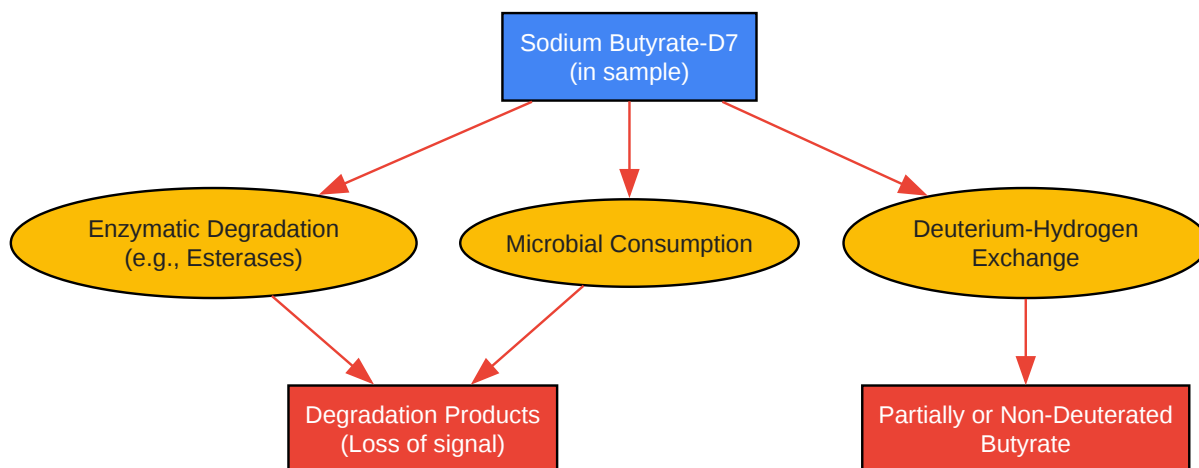 Sodium Butyrate-D7
(in sample)
Enzymatic Degradation
(e.g., Esterases)
Microbial Consumption
Deuterium-Hydrogen
Exchange
Degradation Products
(Loss of signal)
Partially or Non-Deuterated
Butyrate